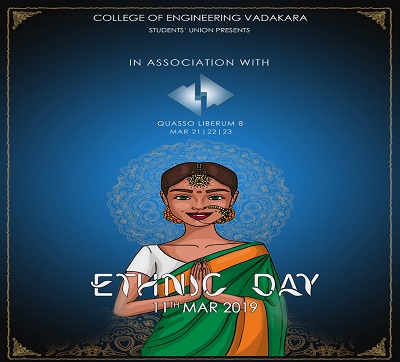 COLLEGE OF ENGINEERING VADAKARA
STUDENTS' UNION PRESENTS
IN ASSOCIATION WITH
QUASSO LIBERUM 8
MAR 21|22|23
ETHNIC DAY
11TH MAR 2019